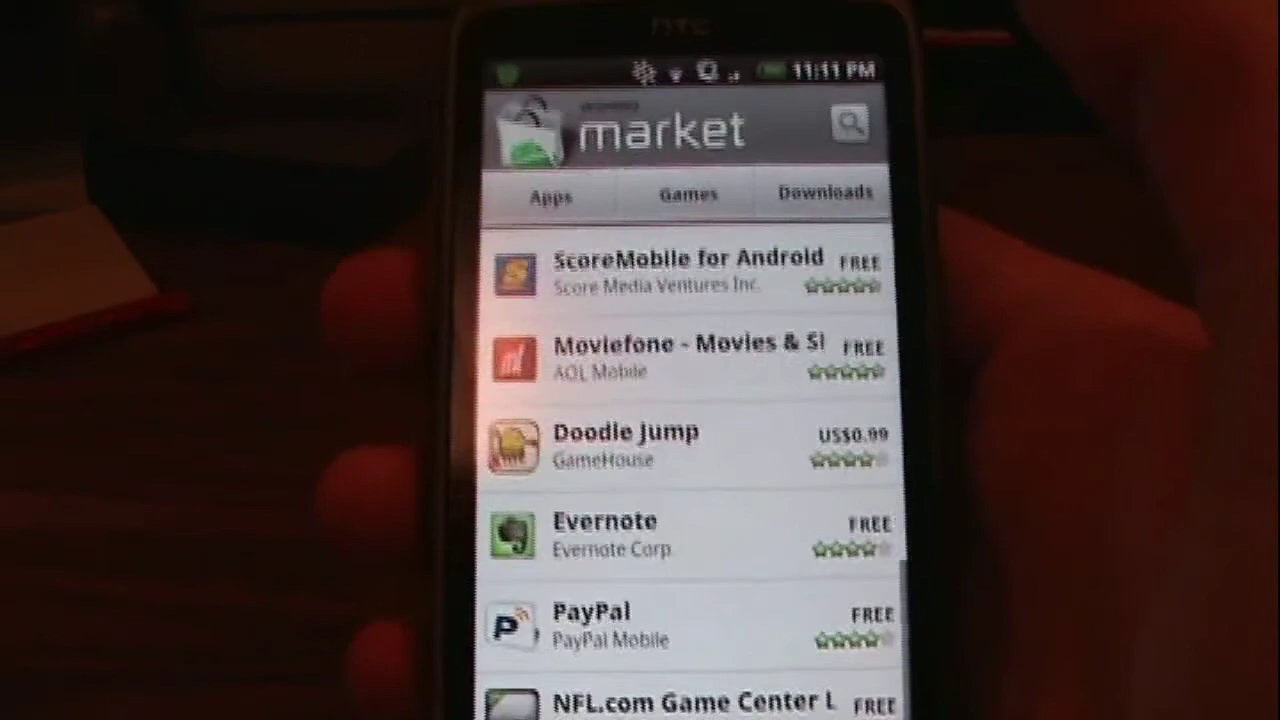 hTC
11:11 PM
market
Apps Games Downloads
ScoreMobile for Android FREE
Score Media Ventures Inc.
Moviefone - Movies & Sl FREE
AOL Mobile
Doodle Jump US$0.99
GameHouse
Evernote FREE
Evernote Corp.
PayPal FREE
P PayPal Mobile
NFL.com Game Center L FREE